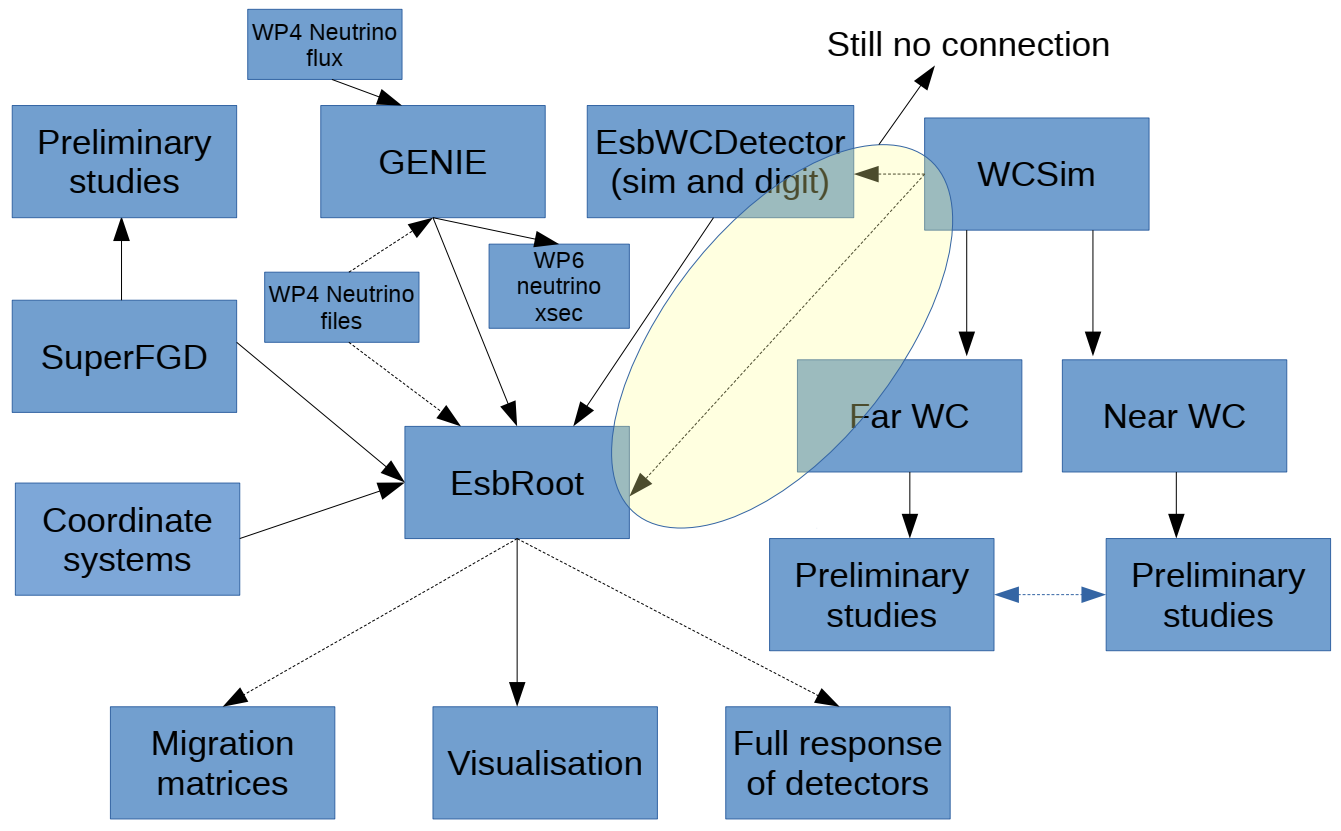 WP4 Neutrino
flux
Still no connection
Preliminary
studies
GENIE
EsbWCDetector
(sim and digit)
WCSim
WP6
neutrino
xsec
WP4 Neutrino
files
SuperFGD
Far WC
Near WC
EsbRoot
Coordinate
systems
Preliminary
studies
Preliminary
studies
Migration
matrices
Visualisation
Full response
of detectors